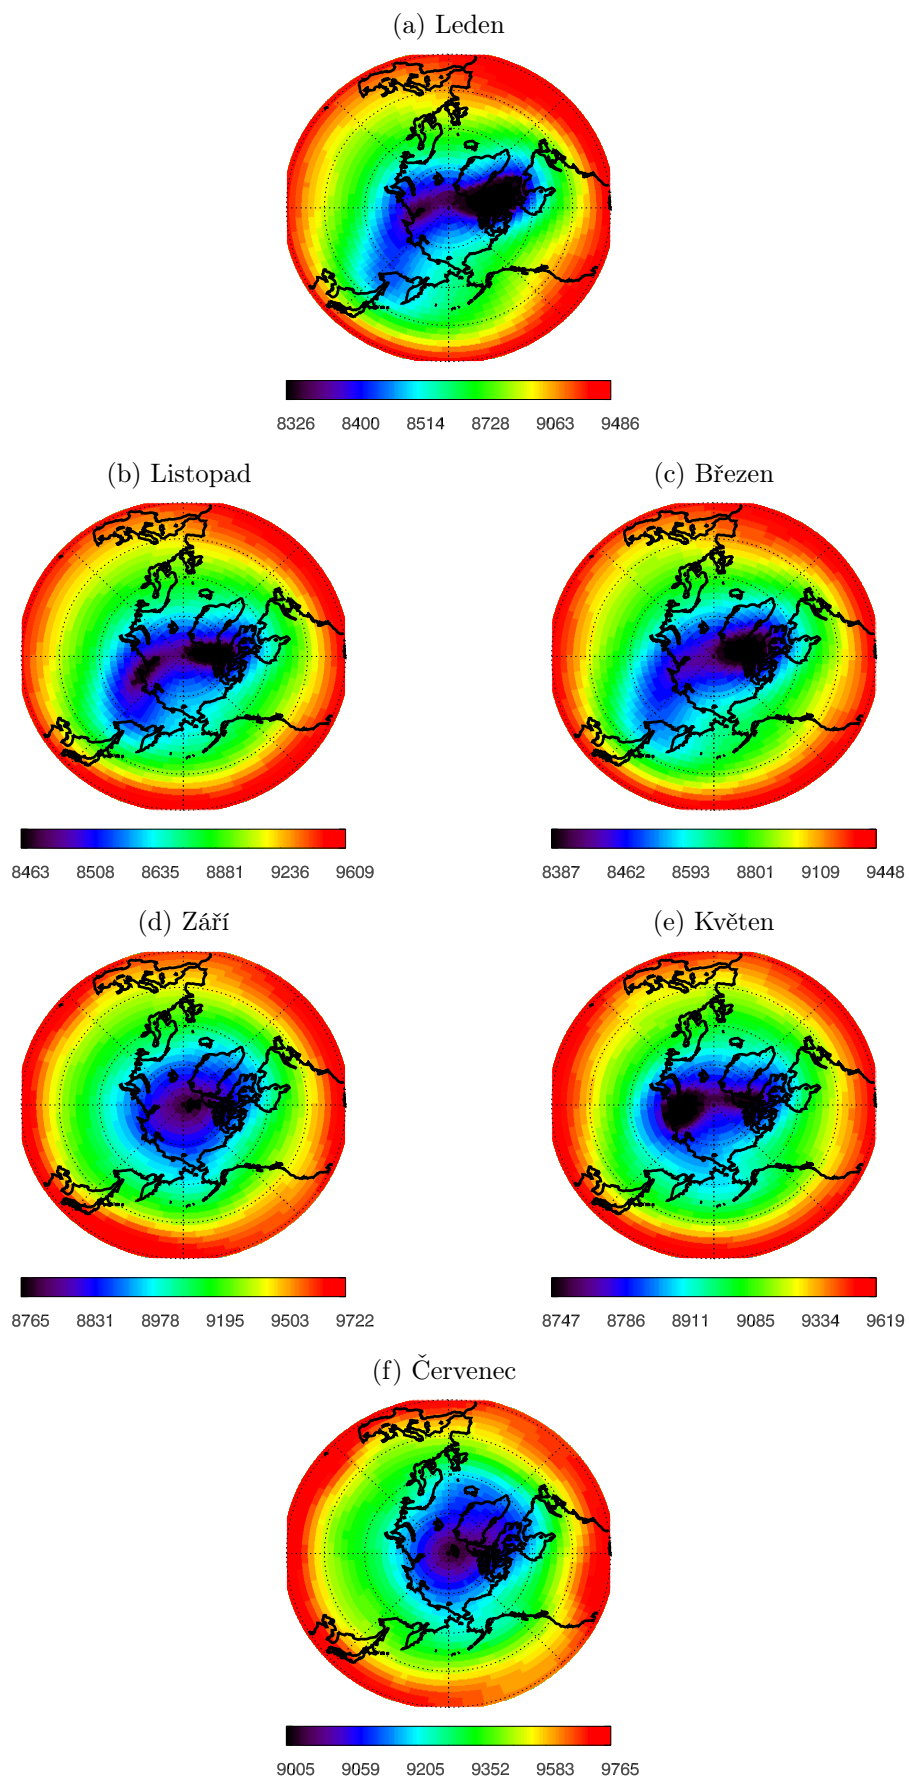 (a) Leden
8326 8400 8514 8728 9063 9486
(b) Listopad
8463 8508 8635 8881 9236 9609
(c) Březen
8387 8462 8593 8801 9109 9448
(d) Září
8765 8831 8978 9195 9503 9722
(e) Květen
8747 8786 8911 9085 9334 9619
(f) Červenec
9005 9059 9205 9352 9583 9765